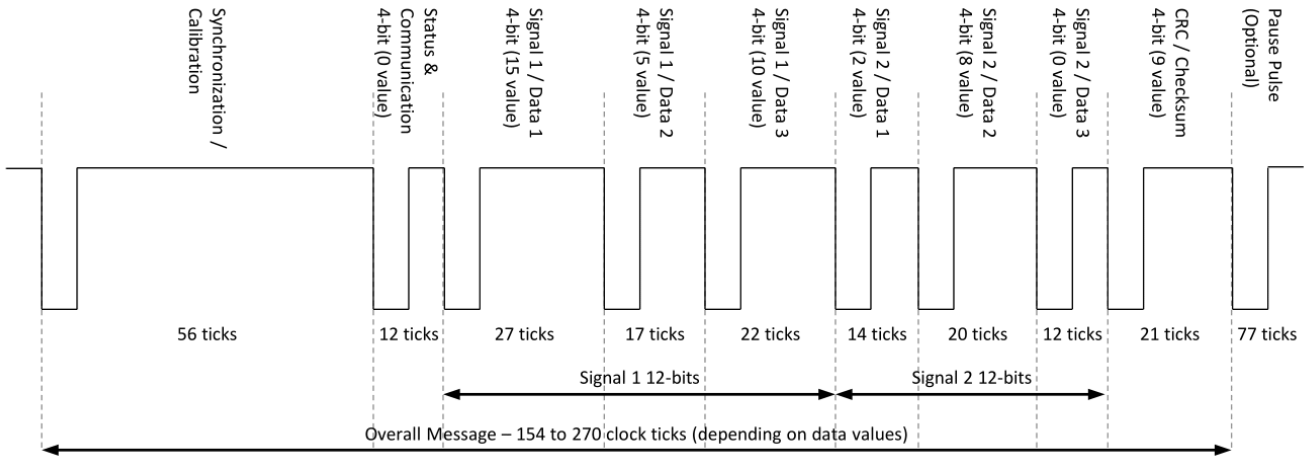 Synchronization /
Calibration
Status &
Communication
4-bit (0 value)
Signal 1 / Data 1
4-bit (15 value)
Signal 1 / Data 2
4-bit (5 value)
Signal 1 / Data 3
4-bit (10 value)
Signal 2 / Data 1
4-bit (2 value)
Signal 2 / Data 2
4-bit (8 value)
Signal 2 / Data 3
4-bit (0 value)
CRC / Checksum
4-bit (9 value)
Pause Pulse
(Optional)
56 ticks
12 ticks
27 ticks
17 ticks
22 ticks
14 ticks
20 ticks
12 ticks
21 ticks
77 ticks
Signal 1 12-bits
Signal 2 12-bits
Overall Message – 154 to 270 clock ticks (depending on data values)